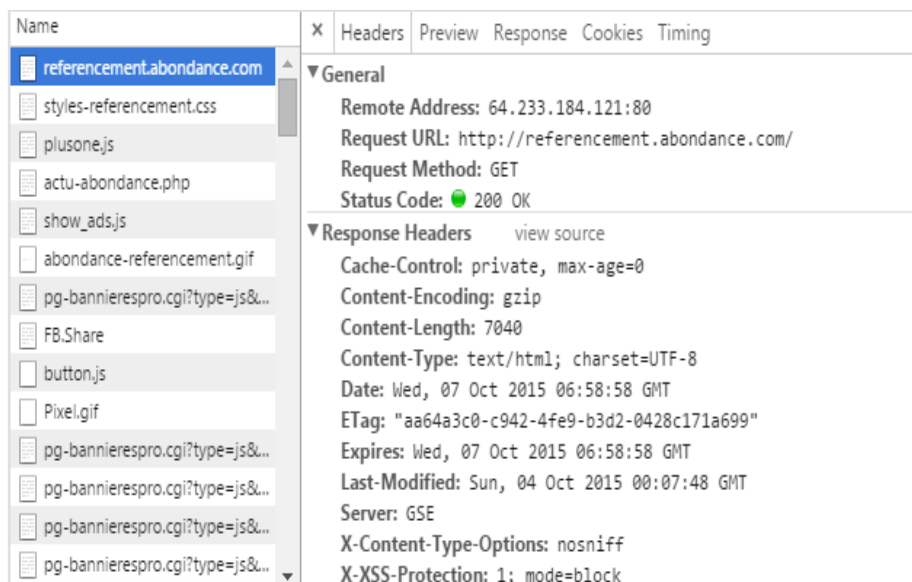 Name
referencement.abondance.com
styles-referencement.css
plusone.js
actu-abondance.php
show_ads.js
abondance-referencement.gif
pg-bannierespro.cgi?type=js&...
FB.Share
button.js
Pixel.gif
pg-bannierespro.cgi?type=js&...
pg-bannierespro.cgi?type=js&...
pg-bannierespro.cgi?type=js&...
pg-bannierespro.cgi?type=js&...
× Headers Preview Response Cookies Timing
▼General
Remote Address: 64.233.184.121:80
Request URL: http://referencement.abondance.com/
Request Method: GET
Status Code: 200 OK
▼Response Headers view source
Cache-Control: private, max-age=0
Content-Encoding: gzip
Content-Length: 7040
Content-Type: text/html; charset=UTF-8
Date: Wed, 07 Oct 2015 06:58:58 GMT
ETag: "aa64a3c0-c942-4fe9-b3d2-0428c171a699"
Expires: Wed, 07 Oct 2015 06:58:58 GMT
Last-Modified: Sun, 04 Oct 2015 00:07:48 GMT
Server: GSE
X-Content-Type-Options: nosniff
X-XSS-Protection: 1; mode=block